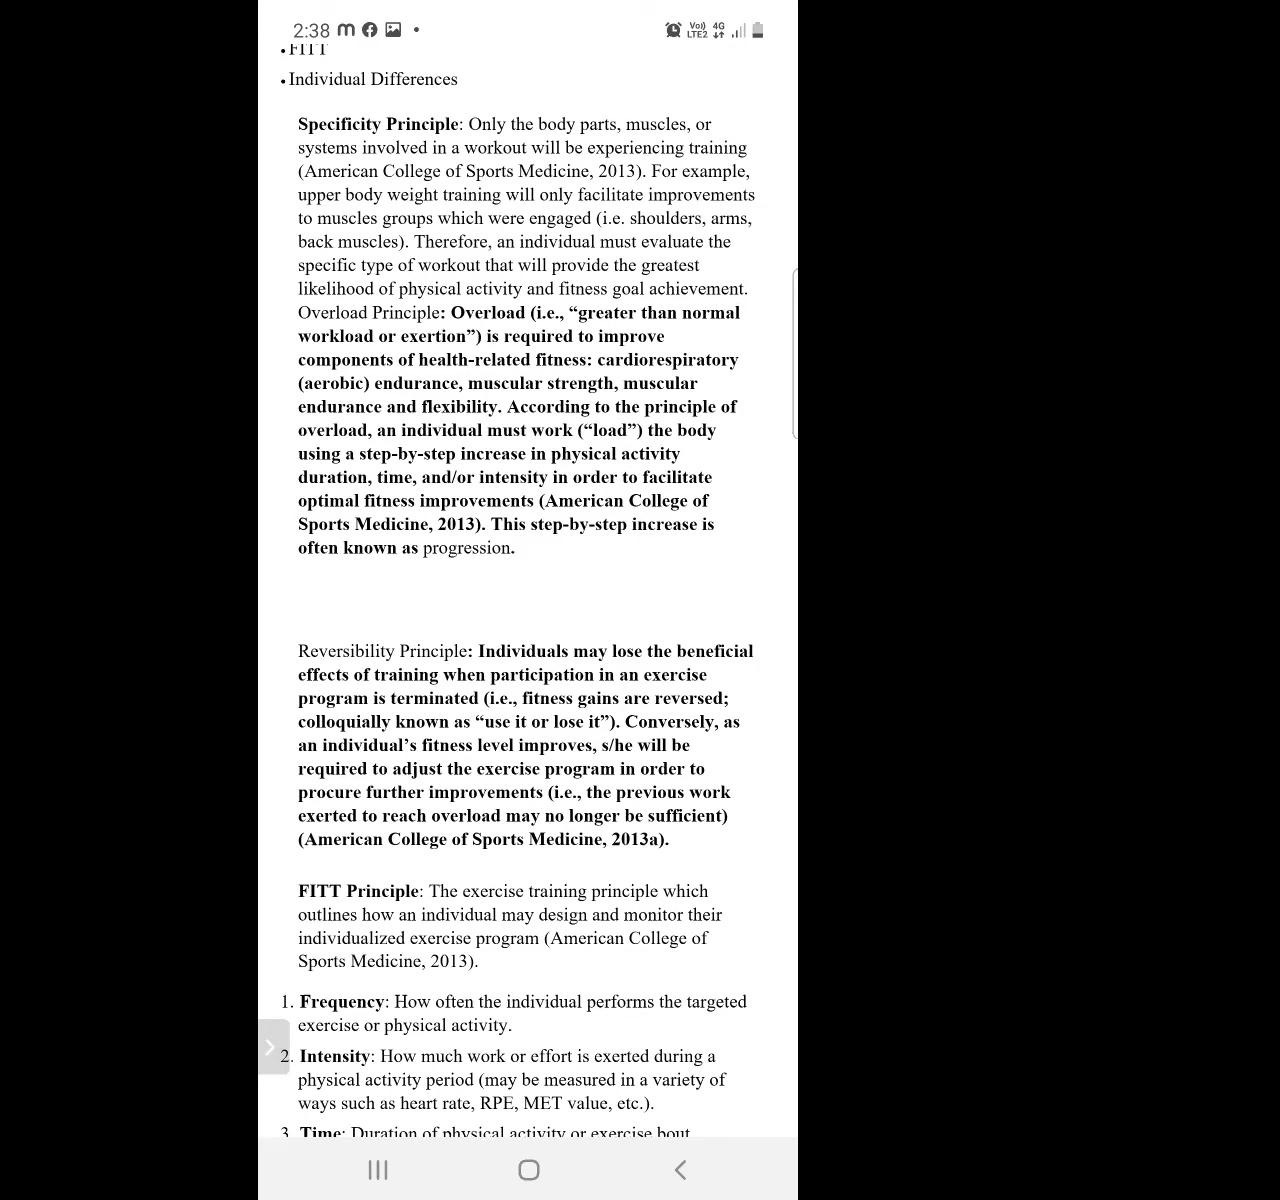 2:38
Vo)) 4G
LTE2
• FITT
• Individual Differences
Specificity Principle: Only the body parts, muscles, or
systems involved in a workout will be experiencing training
(American College of Sports Medicine, 2013). For example,
upper body weight training will only facilitate improvements
to muscles groups which were engaged (i.e. shoulders, arms,
back muscles). Therefore, an individual must evaluate the
specific type of workout that will provide the greatest
likelihood of physical activity and fitness goal achievement.
Overload Principle: Overload (i.e., “greater than normal
workload or exertion”) is required to improve
components of health-related fitness: cardiorespiratory
(aerobic) endurance, muscular strength, muscular
endurance and flexibility. According to the principle of
overload, an individual must work (“load”) the body
using a step-by-step increase in physical activity
duration, time, and/or intensity in order to facilitate
optimal fitness improvements (American College of
Sports Medicine, 2013). This step-by-step increase is
often known as progression.
Reversibility Principle: Individuals may lose the beneficial
effects of training when participation in an exercise
program is terminated (i.e., fitness gains are reversed;
colloquially known as “use it or lose it”). Conversely, as
an individual’s fitness level improves, s/he will be
required to adjust the exercise program in order to
procure further improvements (i.e., the previous work
exerted to reach overload may no longer be sufficient)
(American College of Sports Medicine, 2013a).
FITT Principle: The exercise training principle which
outlines how an individual may design and monitor their
individualized exercise program (American College of
Sports Medicine, 2013).
1. Frequency: How often the individual performs the targeted
exercise or physical activity.
2. Intensity: How much work or effort is exerted during a
physical activity period (may be measured in a variety of
ways such as heart rate, RPE, MET value, etc.).
3. Time: Duration of physical activity or exercise bout